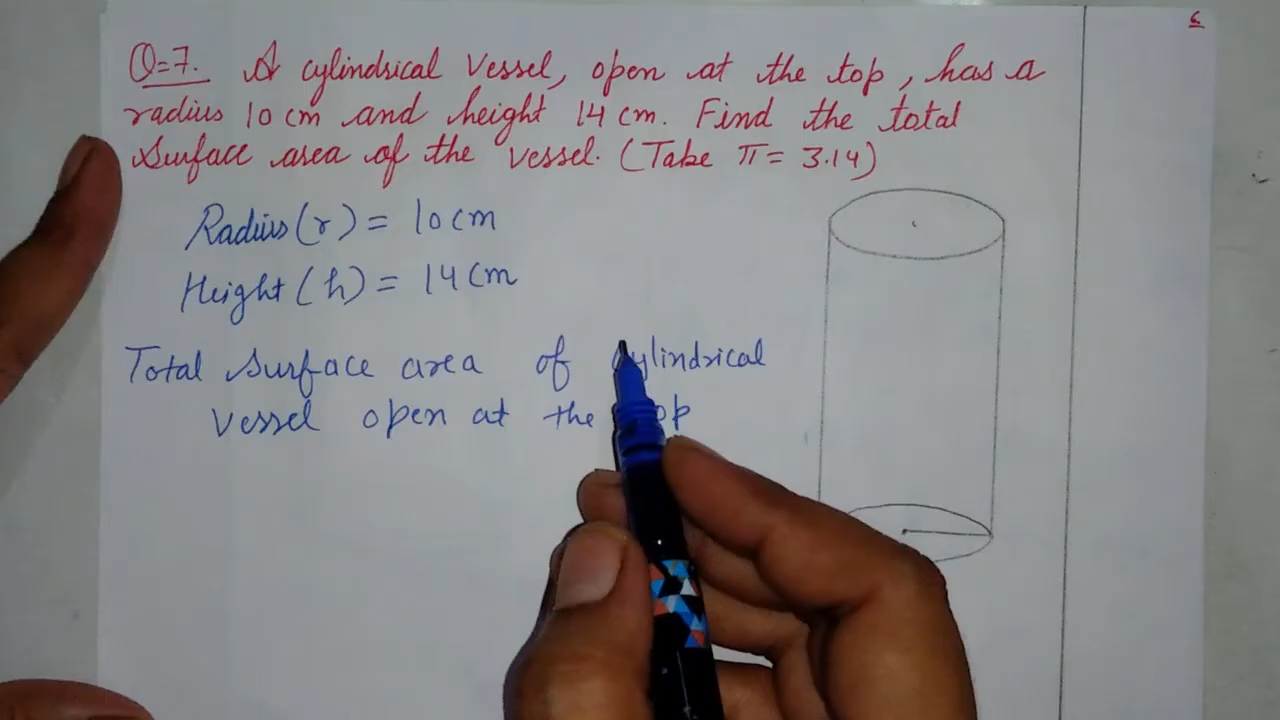 Q=7. A cylindrical vessel, open at the top, has a
radius 10 cm and height 14 cm. Find the total
surface area of the vessel. (Take π = 3.14)
Radius (r) = 10 cm
Height (h) = 14 cm
Total surface area of cylindrical
vessel open at the top